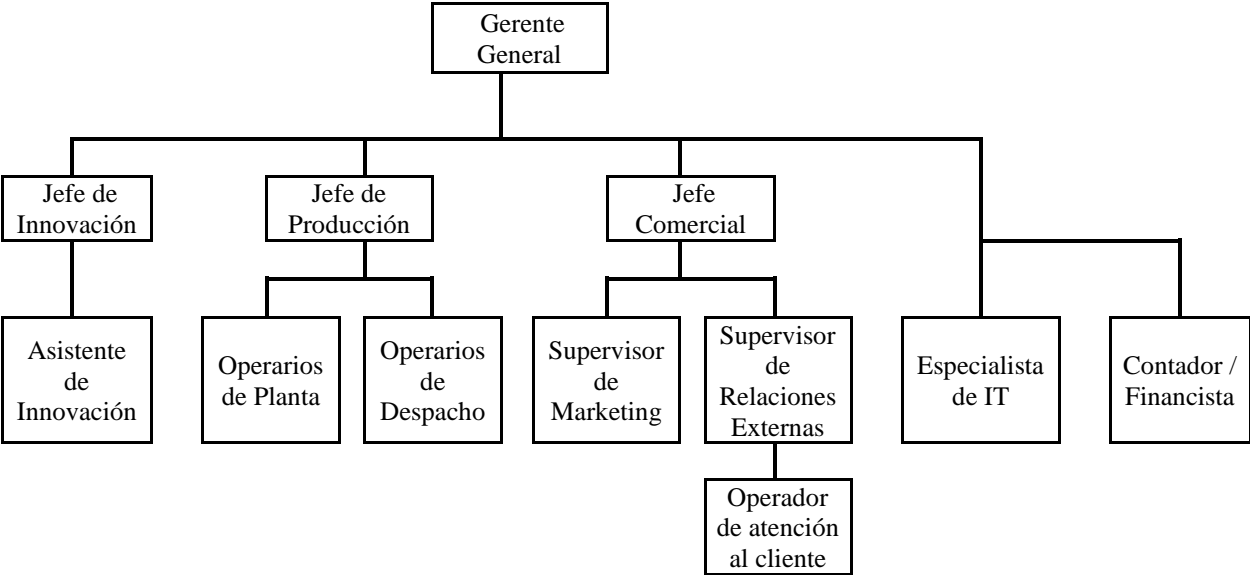 Gerente
General
Jefe de
Innovación
Jefe de
Producción
Jefe
Comercial
Asistente
de
Innovación
Operarios
de Planta
Operarios
de
Despacho
Supervisor
de
Marketing
Supervisor
de
Relaciones
Externas
Especialista
de IT
Contador /
Financista
Operador
de atención
al cliente